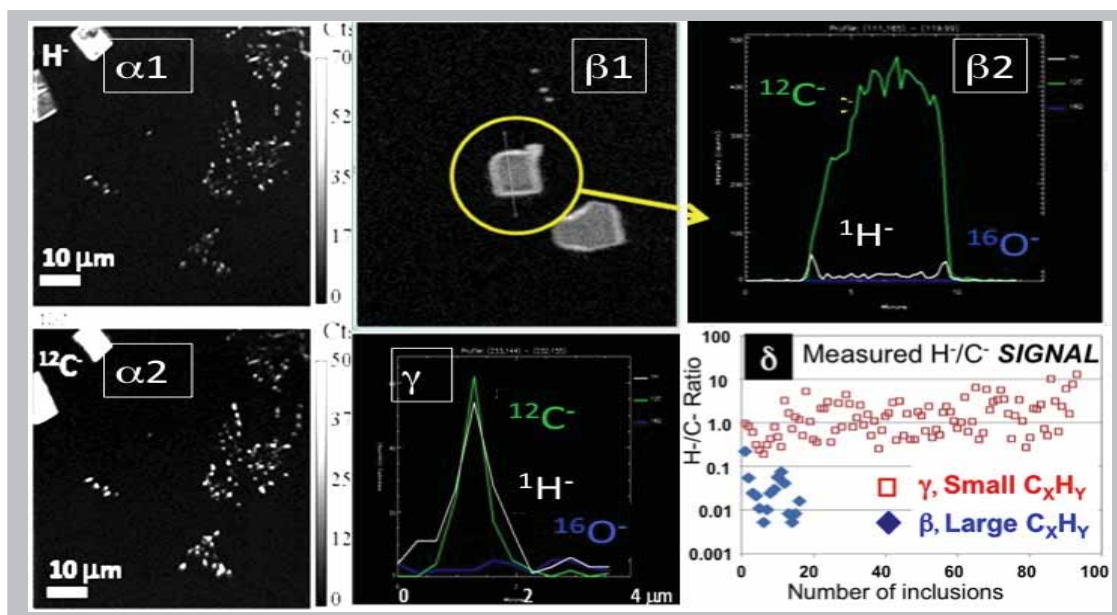 H-
α1
Cts
70
52
35
17
0
10 μm
β1
β2
12C-
1H-
16O-
5
10
12C-
α2
Cts
50
37
25
12
0
10 μm
γ
12C-
1H-
16O-
0 2 4 μm
δ Measured H-/C- SIGNAL
H-/C- Ratio
100
10
1.0
0.1
0.01
0.001
γ, Small CXHY
β, Large CXHY
0 20 40 60 80 100
Number of inclusions